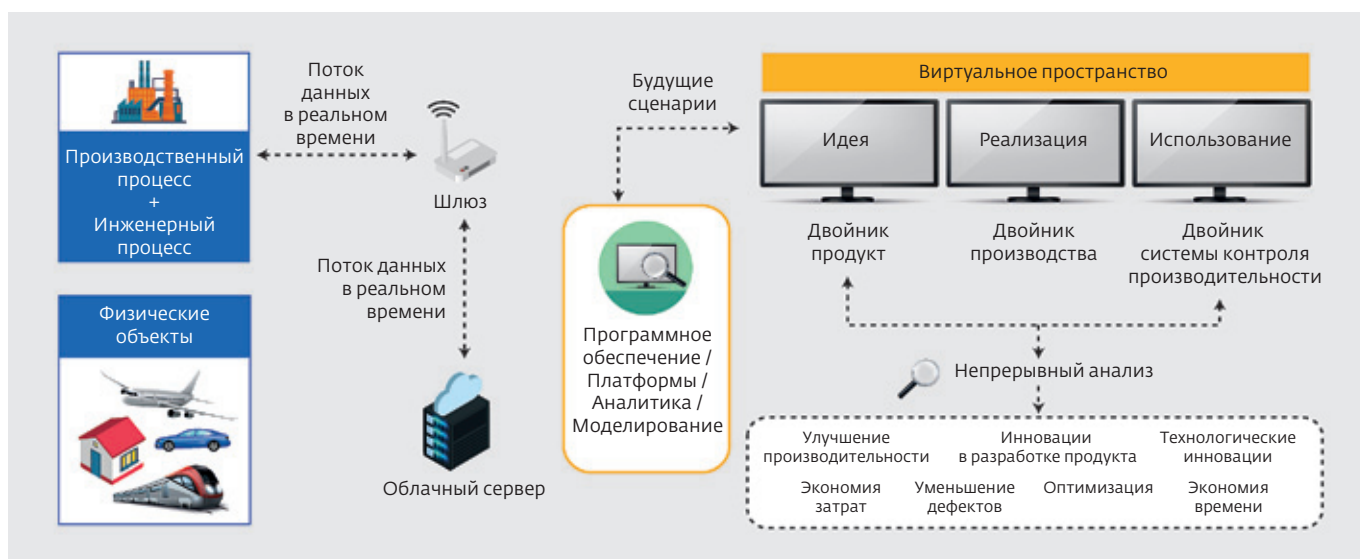 Производственный
процесс
+
Инженерный
процесс
Физические
объекты
Поток
данных
в реальном
времени
Шлюз
Поток данных
в реальном
времени
Облачный сервер
Будущие
сценарии
Программное
обеспечение /
Платформы /
Аналитика /
Моделирование
Виртуальное пространство
Идея
Реализация
Использование
Двойник
продукт
Двойник
производства
Двойник
системы контроля
производительности
Непрерывный анализ
Улучшение
производительности
Инновации
в разработке продукта
Технологические
инновации
Экономия
затрат
Уменьшение
дефектов
Оптимизация
Экономия
времени